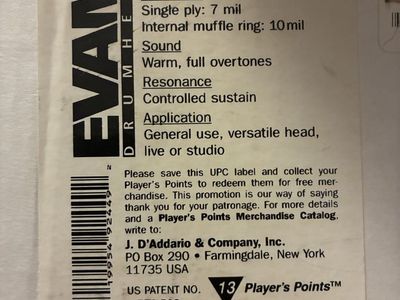 EVAN
DRUMHE
Single ply: 7 mil
Internal muffle ring: 10 mil
Sound
Warm, full overtones
Resonance
Controlled sustain
Application
General use, versatile head,
live or studio
Please save this UPC label and collect your
Player's Points to redeem them for free mer-
chandise. This promotion is our way of saying
thank you for your patronage. For more details
and a Player's Points Merchandise Catalog,
write to:
J. D'Addario & Company, Inc.
PO Box 290 • Farmingdale, New York
11735 USA
US PATENT NO.
13 Player's Points™
19954 92449